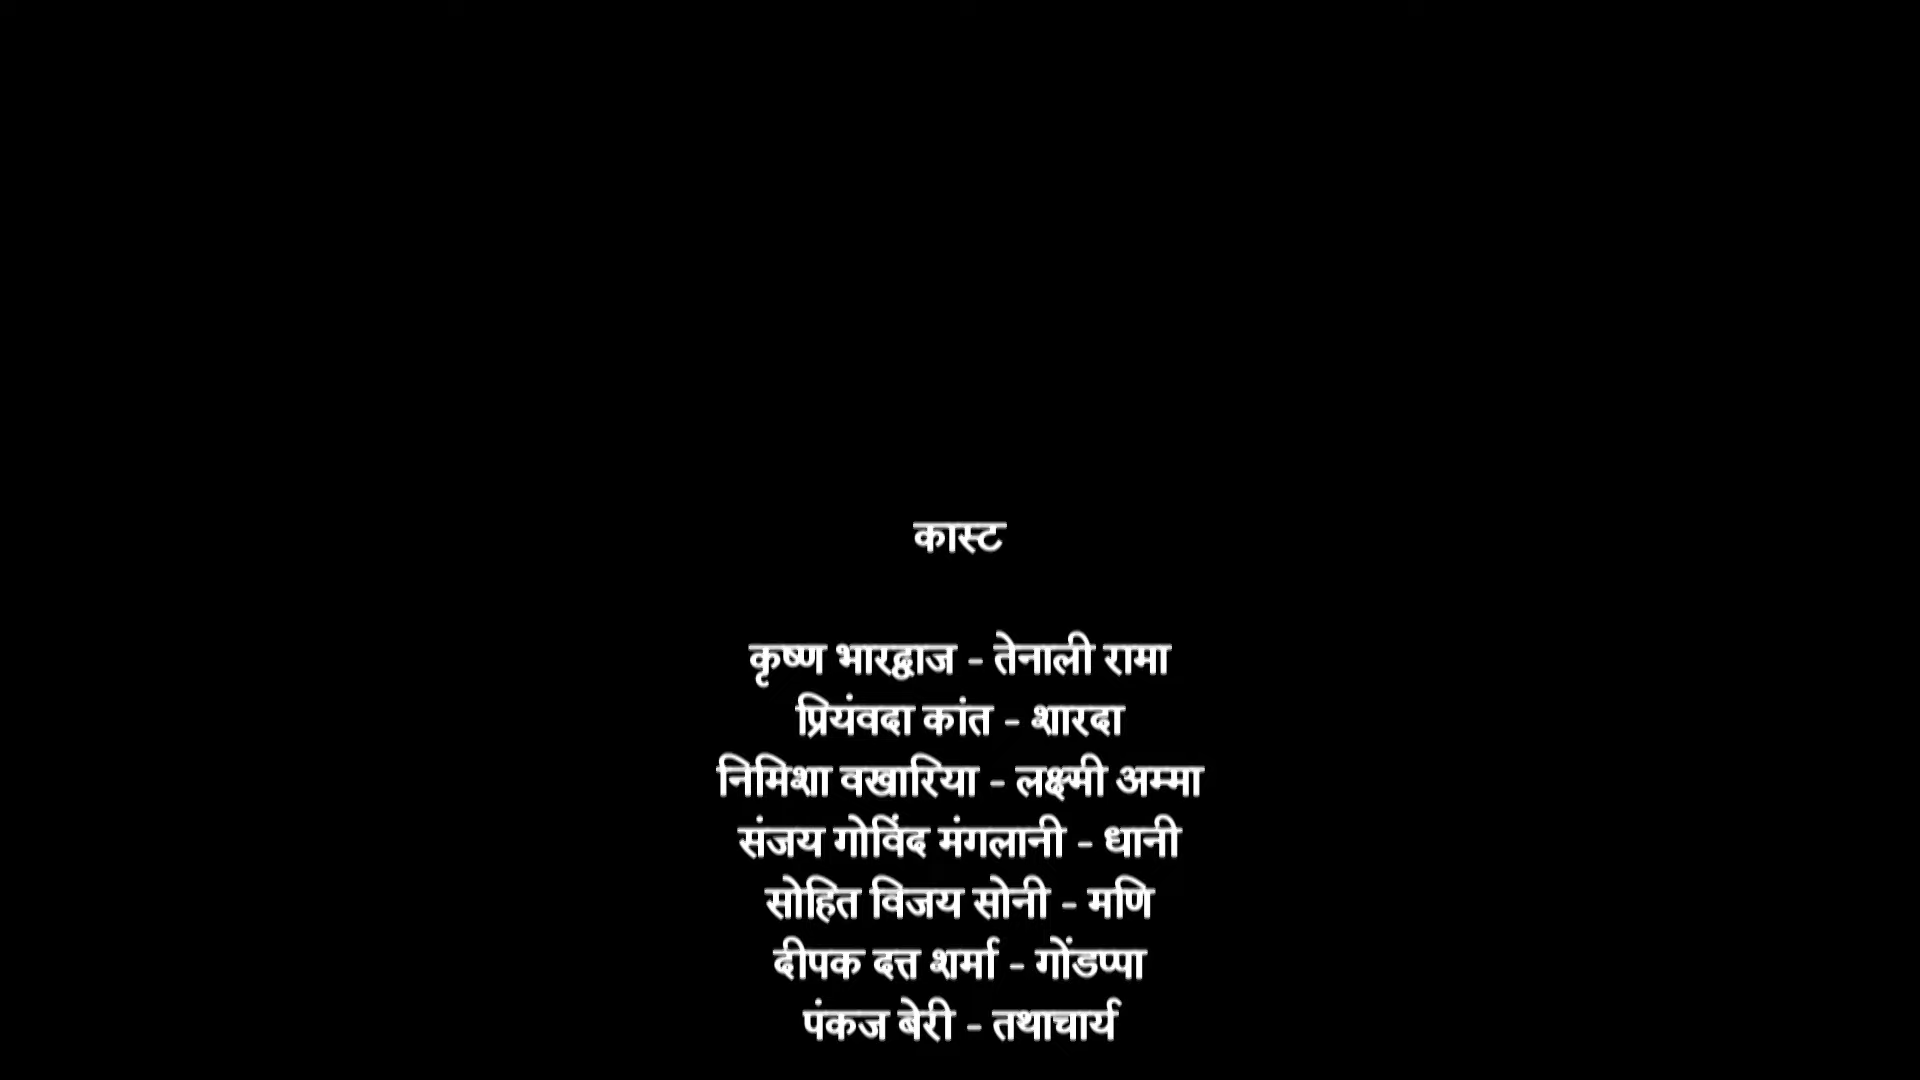 कास्ट
कृष्ण भारद्वाज - तेनाली रामा
प्रियंवदा कांत - शारदा
निमिशा वखारिया - लक्ष्मी अम्मा
संजय गोविंद मंगलानी - धानी
सोहित विजय सोनी - मणि
दीपक दत्त शर्मा - गोंडप्पा
पंकज बेरी - तथाचार्य